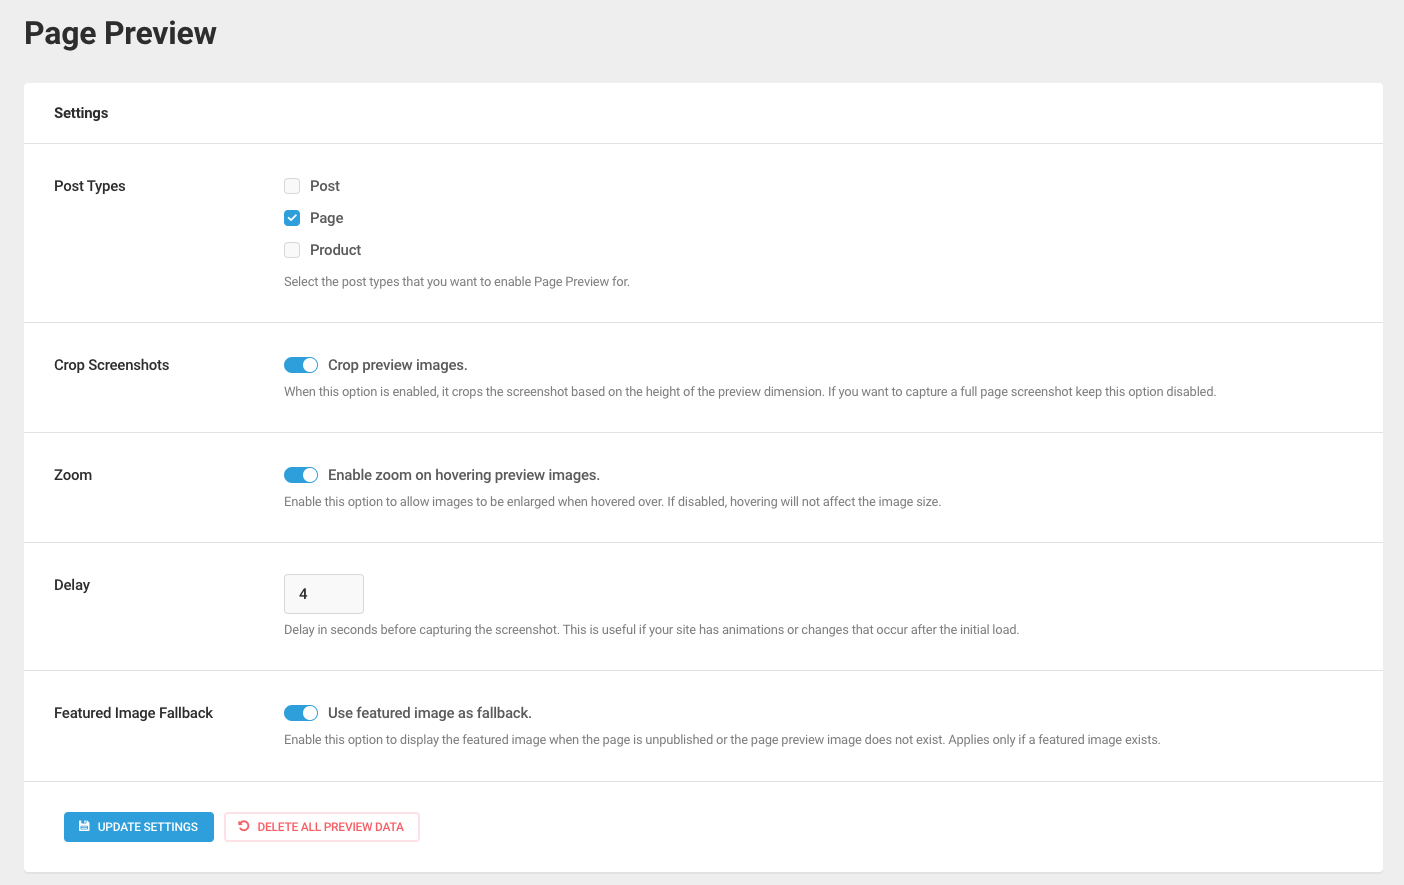 Page Preview
Settings
Post Types
Post
Page
Product
Select the post types that you want to enable Page Preview for.
Crop Screenshots
Crop preview images.
When this option is enabled, it crops the screenshot based on the height of the preview dimension. If you want to capture a full page screenshot keep this option disabled.
Zoom
Enable zoom on hovering preview images.
Enable this option to allow images to be enlarged when hovered over. If disabled, hovering will not affect the image size.
Delay
4
Delay in seconds before capturing the screenshot. This is useful if your site has animations or changes that occur after the initial load.
Featured Image Fallback
Use featured image as fallback.
Enable this option to display the featured image when the page is unpublished or the page preview image does not exist. Applies only if a featured image exists.
UPDATE SETTINGS
DELETE ALL PREVIEW DATA